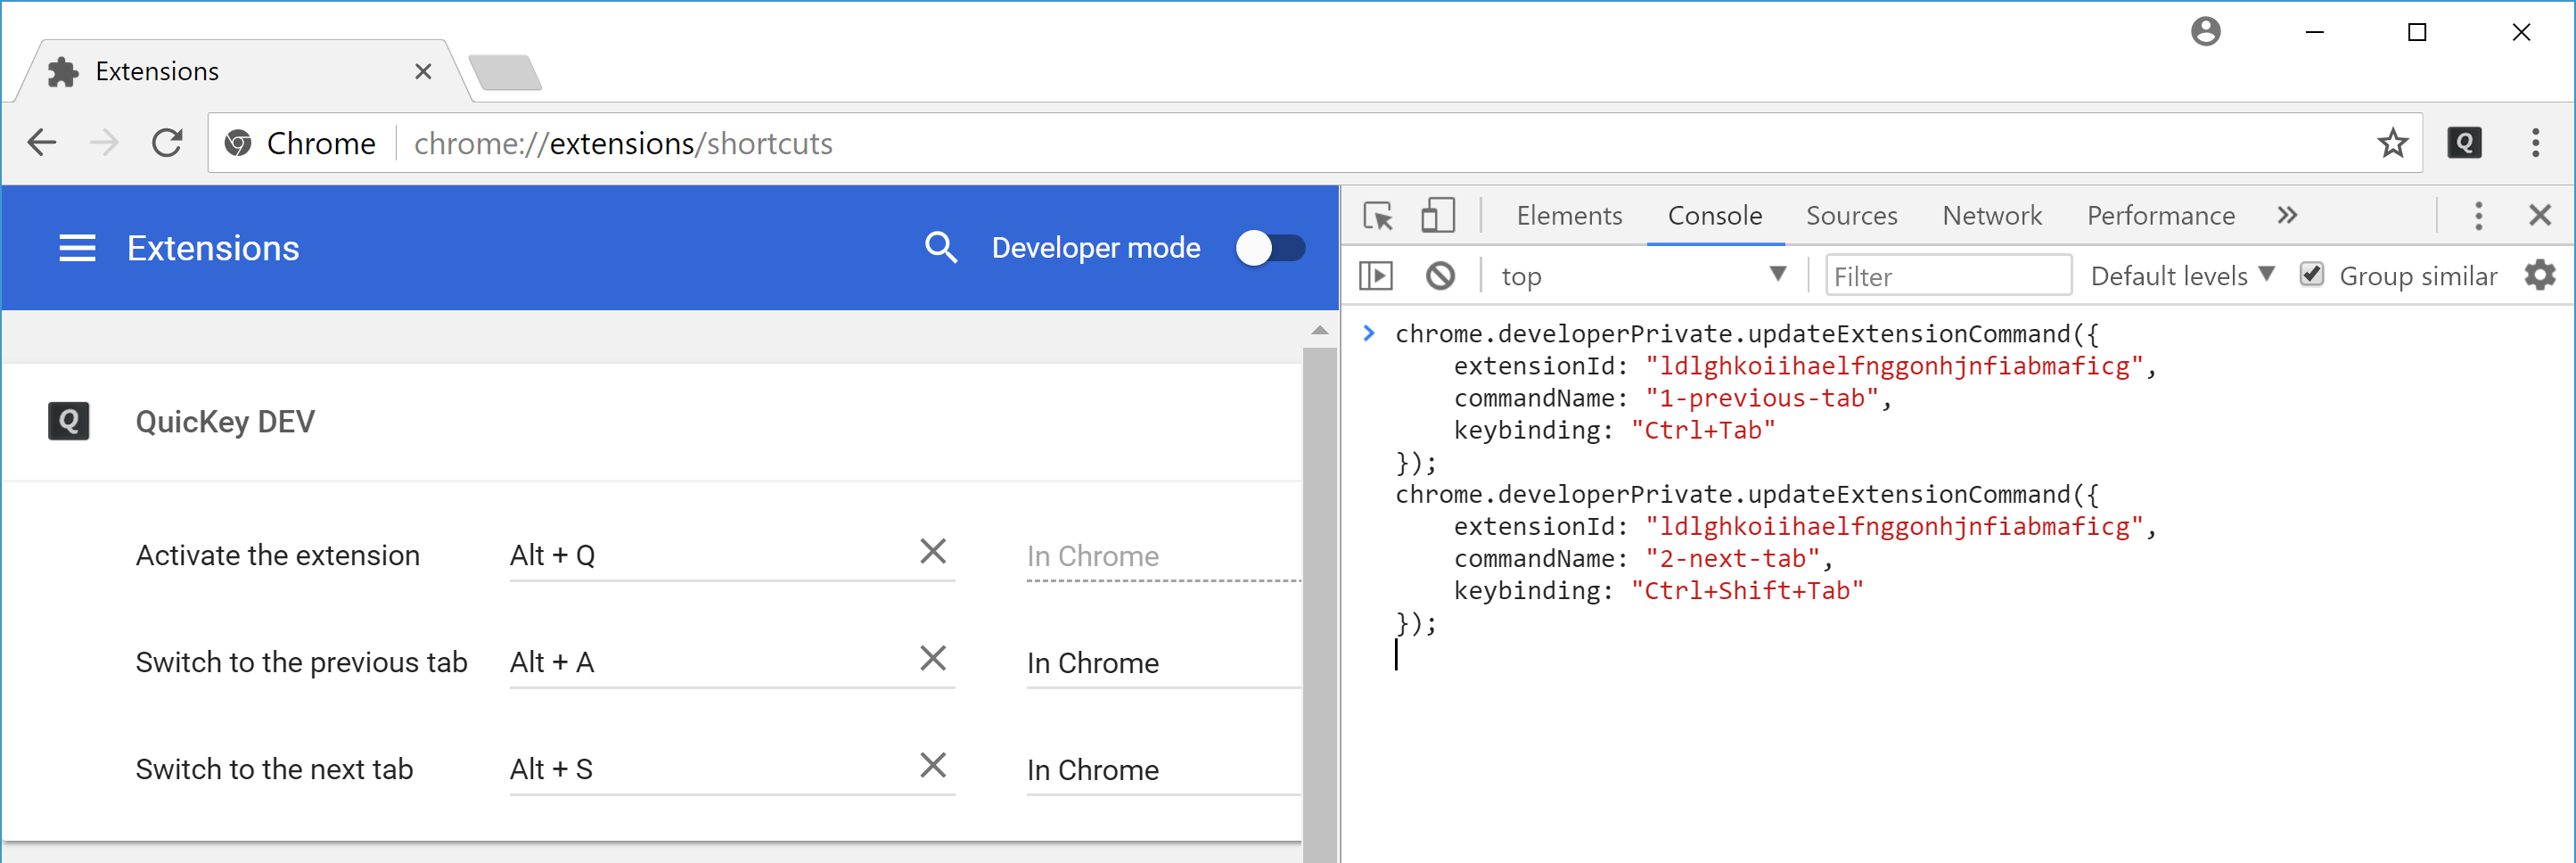 Extensions
Chrome chrome://extensions/shortcuts Q
Extensions Developer mode
Elements Console Sources Network Performance »
top Filter Default levels Group similar
Q QuicKey DEV
Activate the extension Alt + Q In Chrome
Switch to the previous tab Alt + A In Chrome
Switch to the next tab Alt + S In Chrome
chrome.developerPrivate.updateExtensionCommand({
extensionId: "ldlghkoiihaelfnggonhjnfiabmaficg",
commandName: "1-previous-tab",
keybinding: "Ctrl+Tab"
});
chrome.developerPrivate.updateExtensionCommand({
extensionId: "ldlghkoiihaelfnggonhjnfiabmaficg",
commandName: "2-next-tab",
keybinding: "Ctrl+Shift+Tab"
});